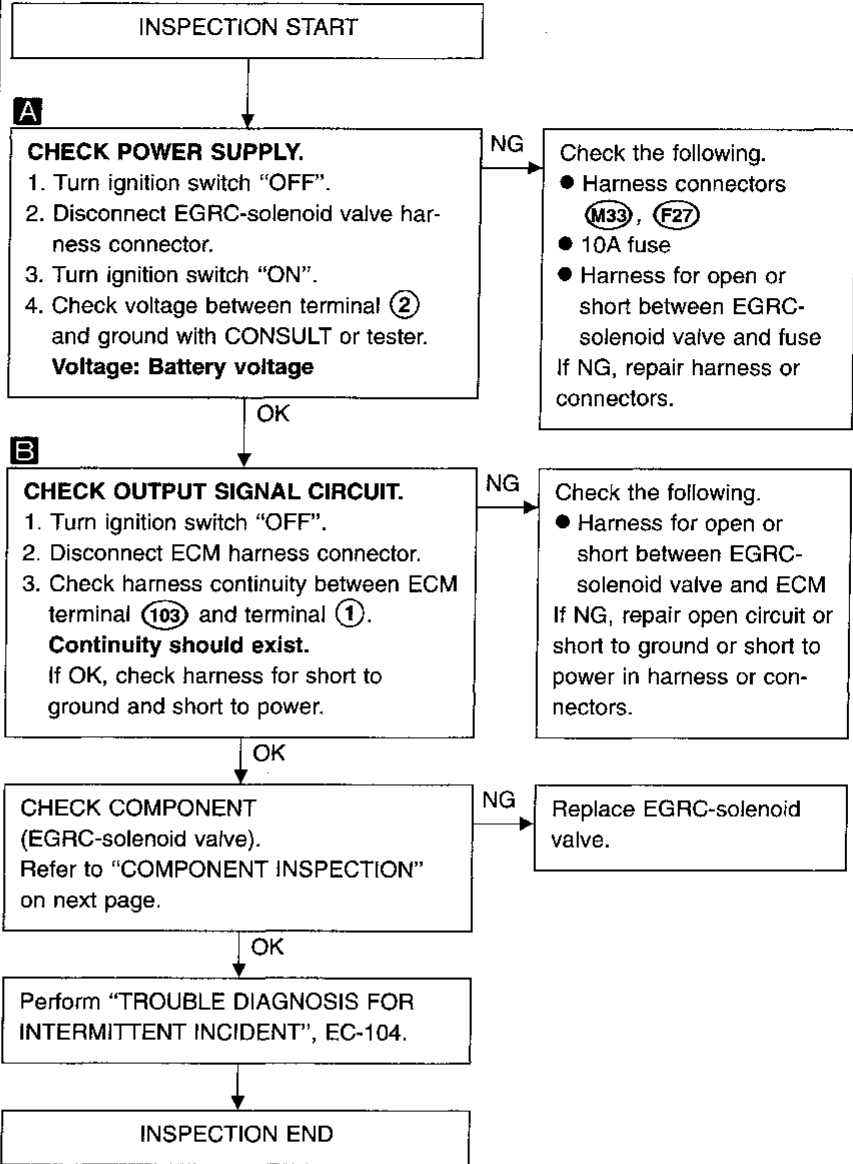 INSPECTION START
A
CHECK POWER SUPPLY.
1. Turn ignition switch “OFF”.
2. Disconnect EGRC-solenoid valve har-
ness connector.
3. Turn ignition switch “ON”.
4. Check voltage between terminal 2
and ground with CONSULT or tester.
Voltage: Battery voltage
NG
Check the following.
● Harness connectors
M33, F27
● 10A fuse
● Harness for open or
short between EGRC-
solenoid valve and fuse
If NG, repair harness or
connectors.
OK
B
CHECK OUTPUT SIGNAL CIRCUIT.
1. Turn ignition switch “OFF”.
2. Disconnect ECM harness connector.
3. Check harness continuity between ECM
terminal 103 and terminal 1.
Continuity should exist.
If OK, check harness for short to
ground and short to power.
NG
Check the following.
● Harness for open or
short between EGRC-
solenoid valve and ECM
If NG, repair open circuit or
short to ground or short to
power in harness or con-
nectors.
OK
CHECK COMPONENT
(EGRC-solenoid valve).
Refer to “COMPONENT INSPECTION”
on next page.
NG
Replace EGRC-solenoid
valve.
OK
Perform “TROUBLE DIAGNOSIS FOR
INTERMITTENT INCIDENT”, EC-104.
INSPECTION END